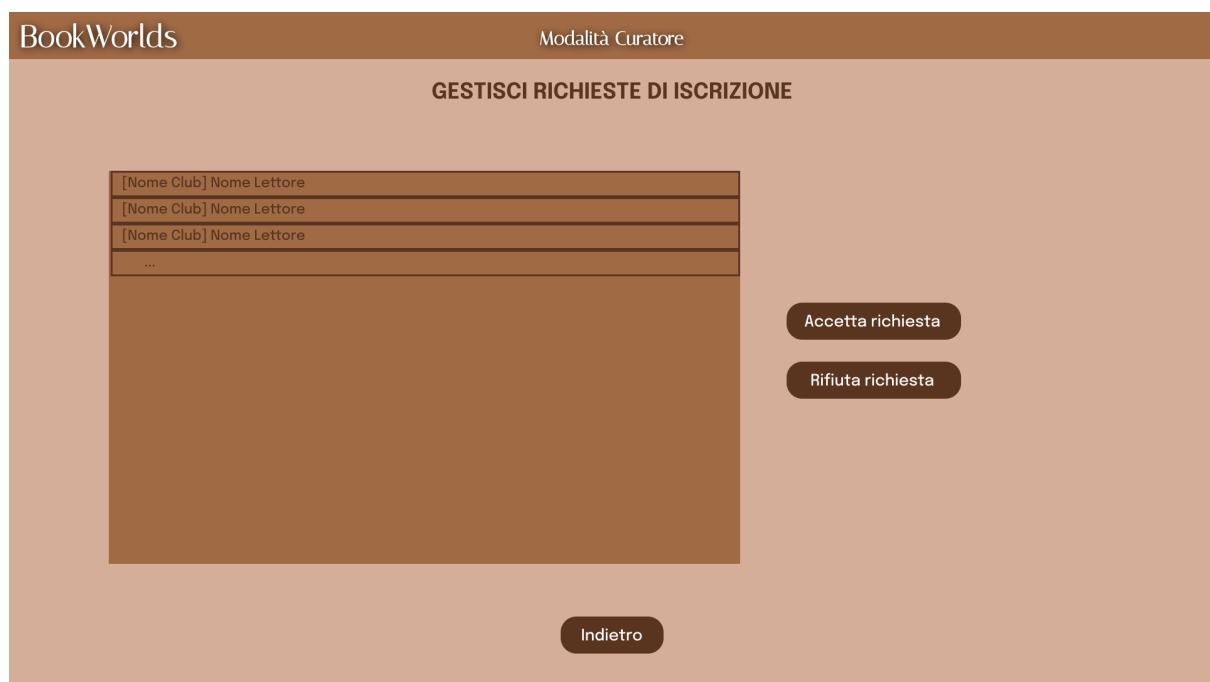 BookWorlds
Modalità Curatore
GESTISCI RICHIESTE DI ISCRIZIONE
[Nome Club] Nome Lettore
[Nome Club] Nome Lettore
[Nome Club] Nome Lettore
...
Accetta richiesta
Rifiuta richiesta
Indietro